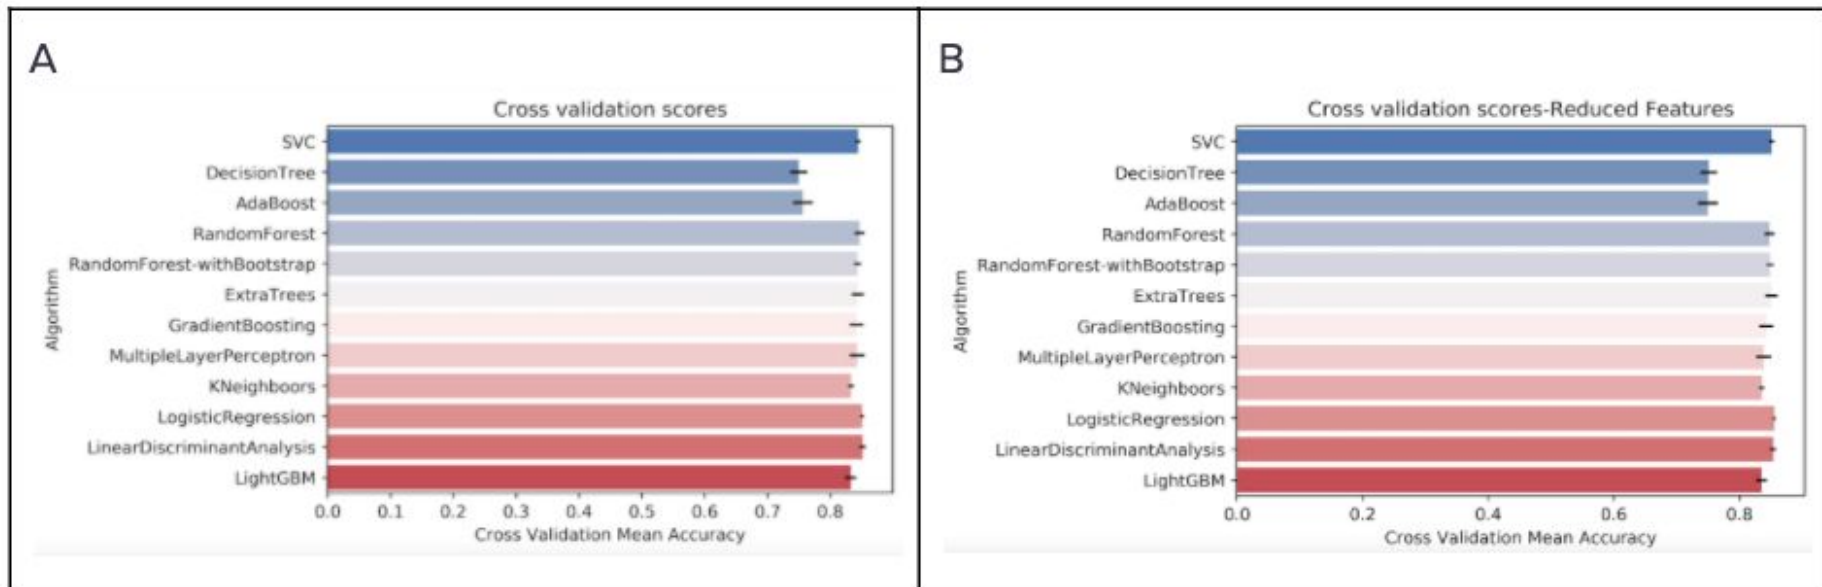 A
Cross validation scores
SVC
DecisionTree
AdaBoost
RandomForest
RandomForest-withBootstrap
ExtraTrees
GradientBoosting
MultipleLayerPerceptron
KNeighboors
LogisticRegression
LinearDiscriminantAnalysis
LightGBM
Algorithm
0.0 0.1 0.2 0.3 0.4 0.5 0.6 0.7 0.8
Cross Validation Mean Accuracy
B
Cross validation scores-Reduced Features
SVC
DecisionTree
AdaBoost
RandomForest
RandomForest-withBootstrap
ExtraTrees
GradientBoosting
MultipleLayerPerceptron
KNeighboors
LogisticRegression
LinearDiscriminantAnalysis
LightGBM
Algorithm
0.0 0.2 0.4 0.6 0.8
Cross Validation Mean Accuracy